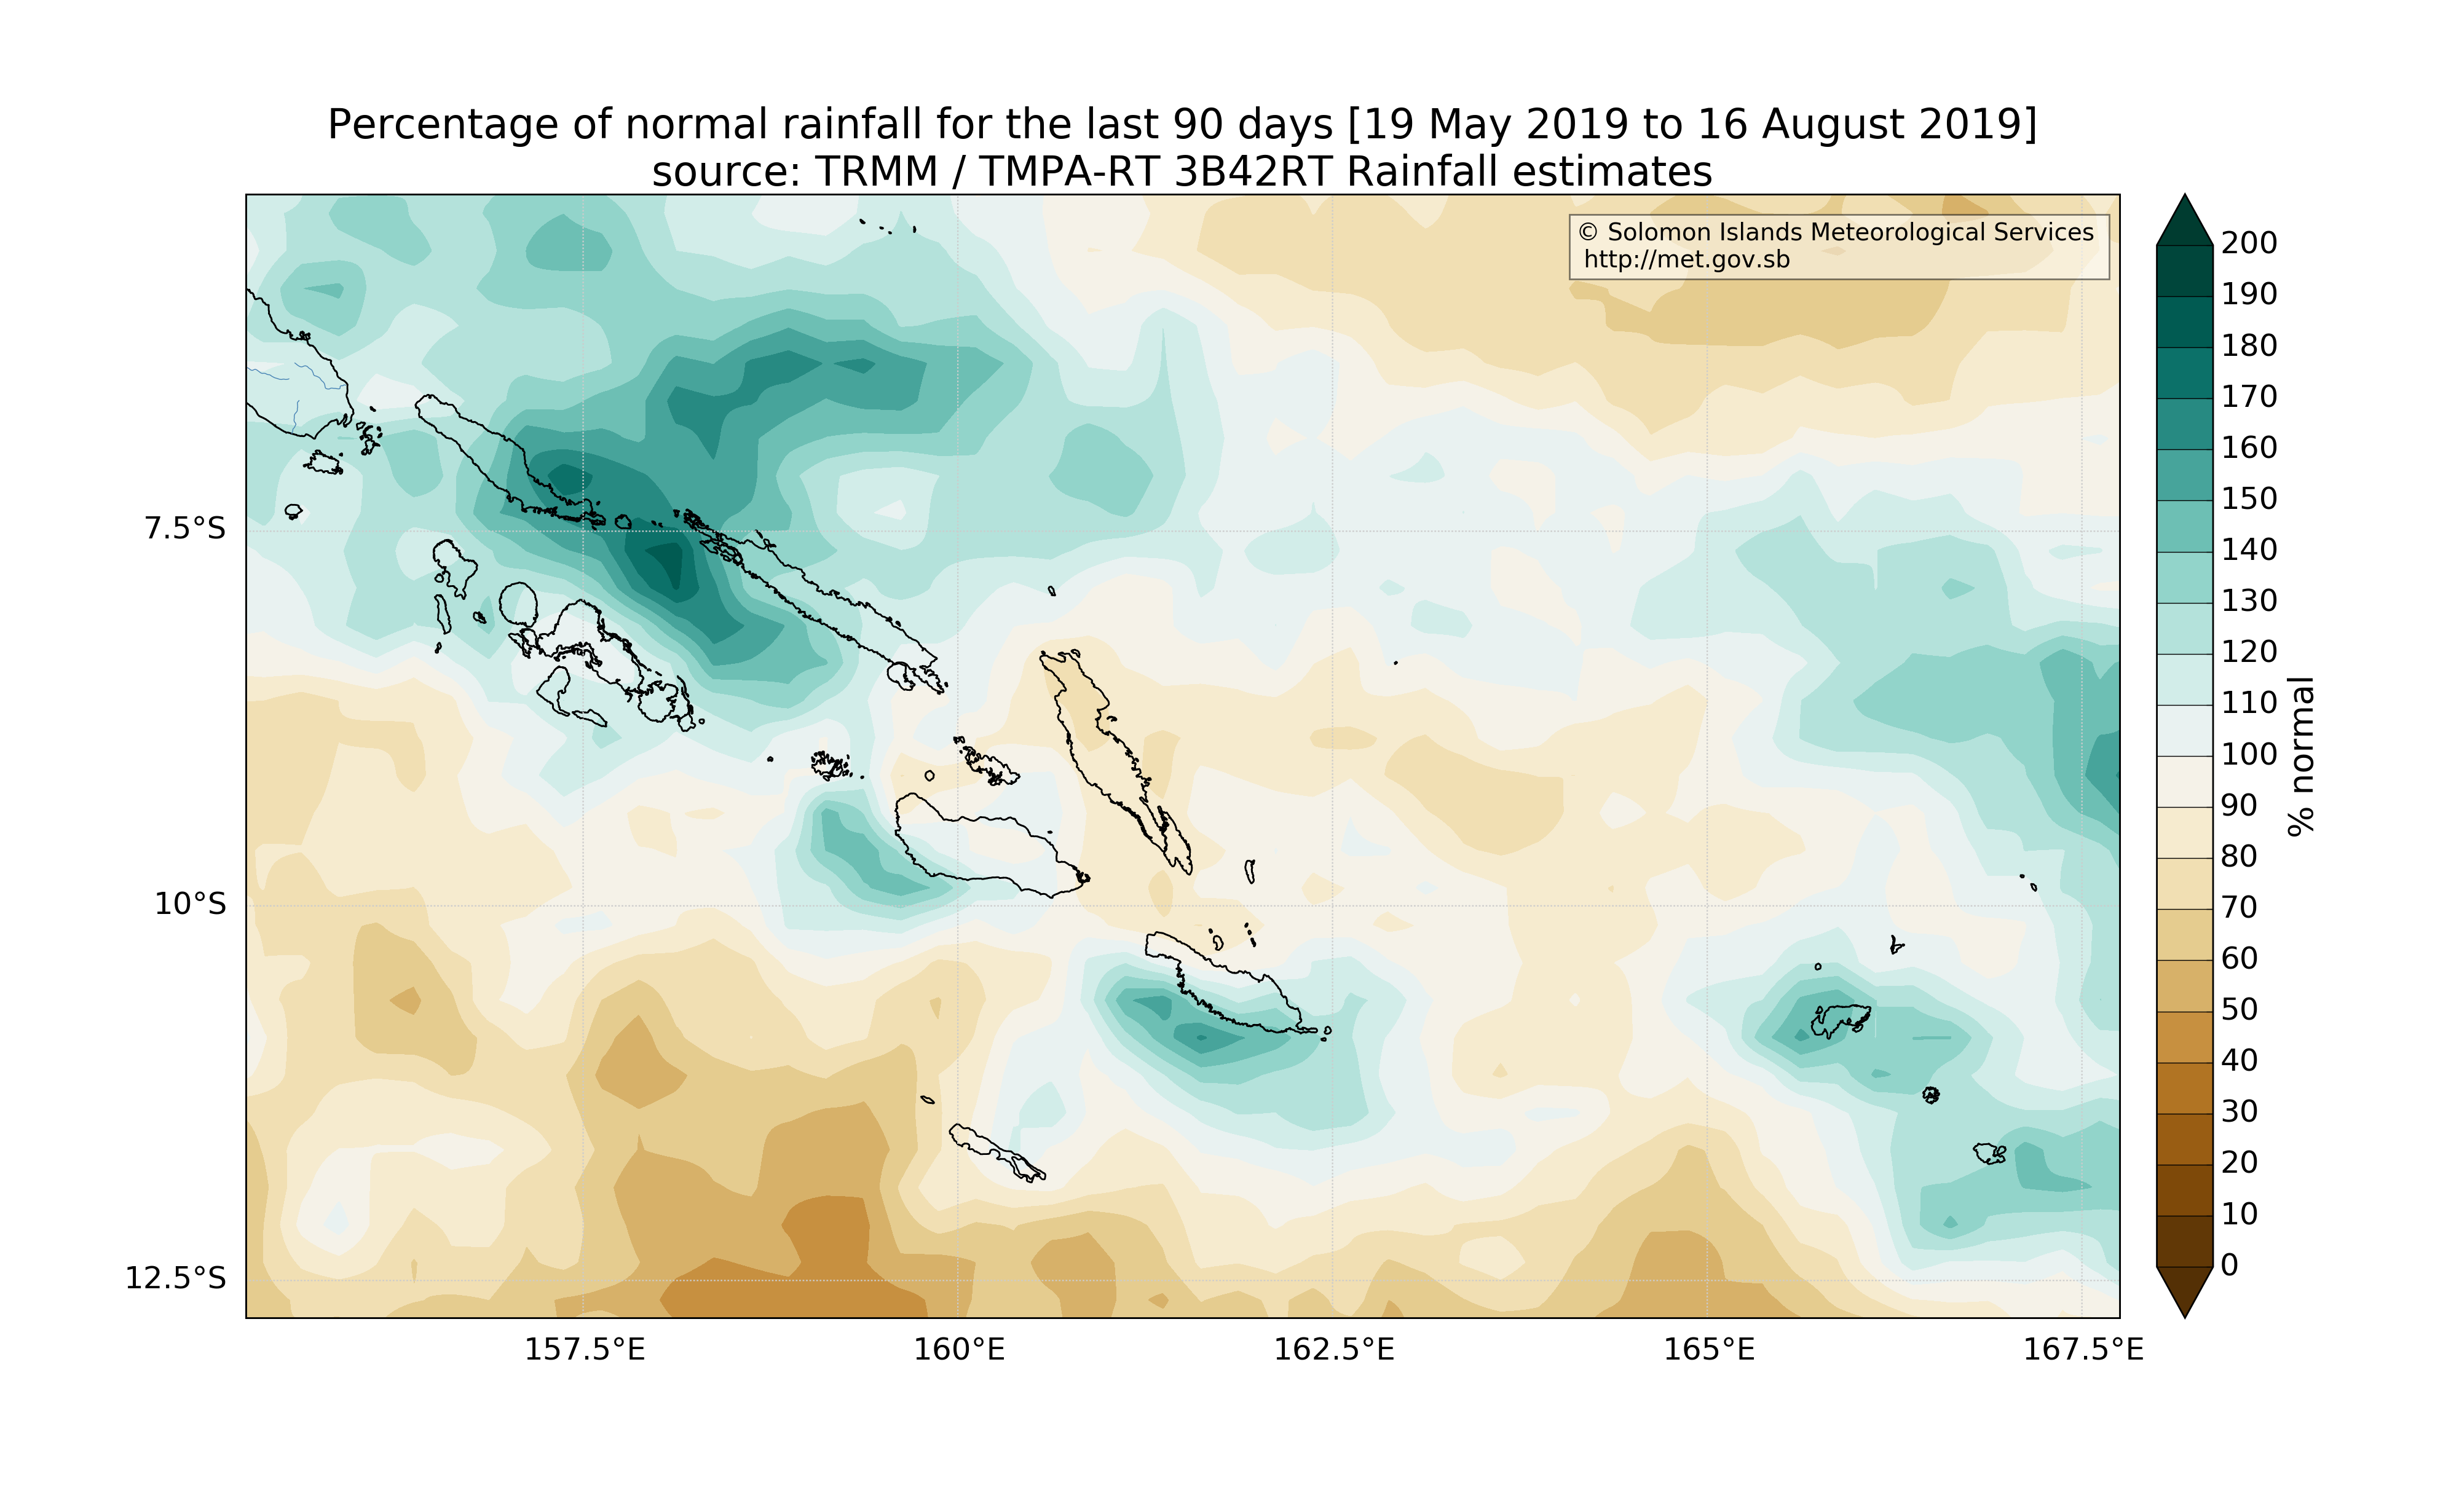 Percentage of normal rainfall for the last 90 days [19 May 2019 to 16 August 2019]
source: TRMM / TMPA-RT 3B42RT Rainfall estimates
© Solomon Islands Meteorological Services
http://met.gov.sb
7.5°S
10°S
12.5°S
157.5°E
160°E
162.5°E
165°E
167.5°E
200
190
180
170
160
150
140
130
120
110
100
90
80
70
60
50
40
30
20
10
0
% normal